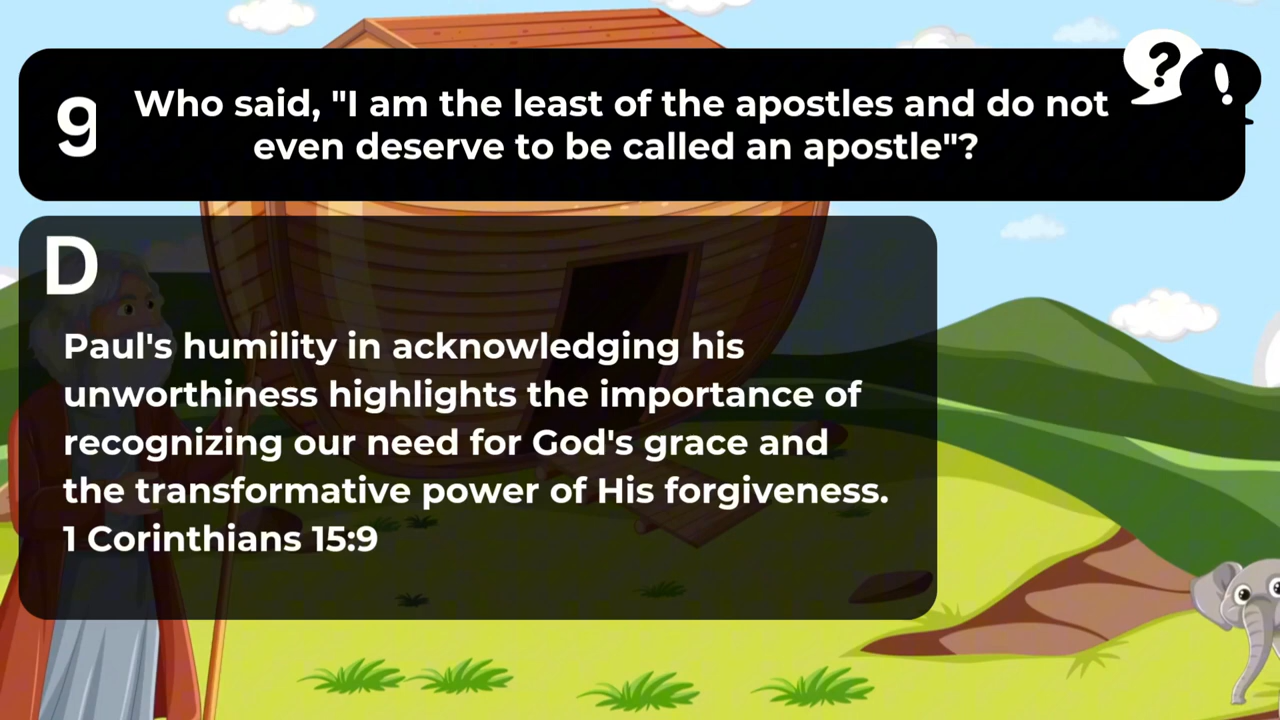 9
Who said, "I am the least of the apostles and do not
even deserve to be called an apostle"?
?
!
D
Paul's humility in acknowledging his
unworthiness highlights the importance of
recognizing our need for God's grace and
the transformative power of His forgiveness.
1 Corinthians 15:9